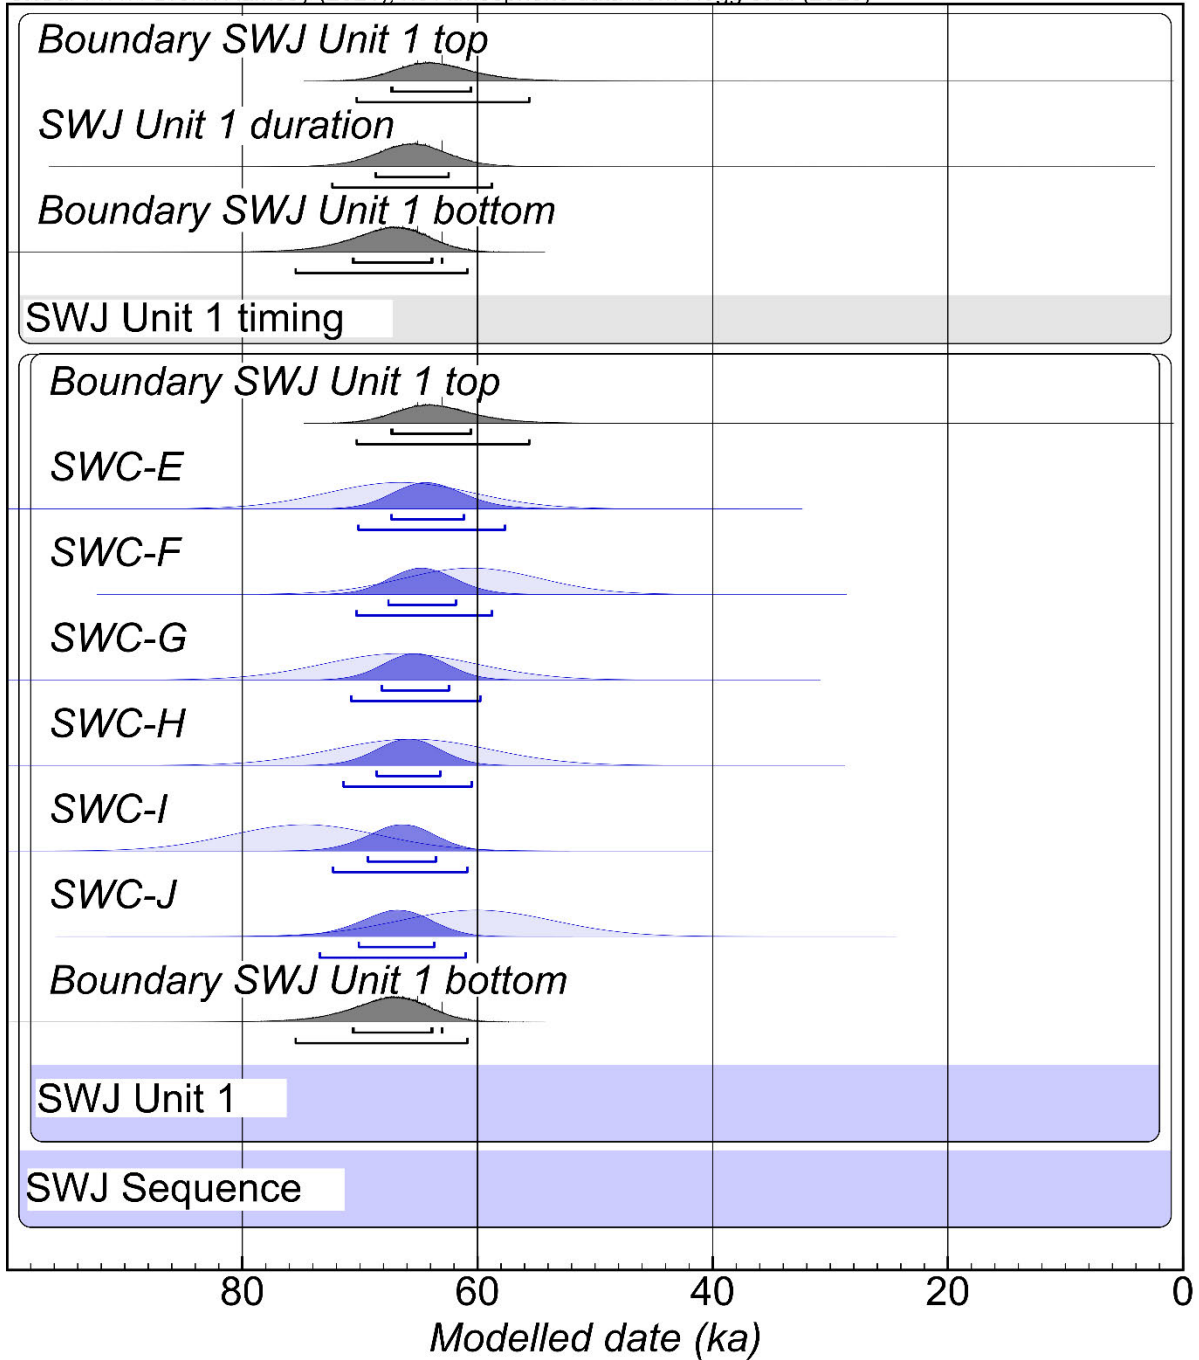 Boundary SWJ Unit 1 top
SWJ Unit 1 duration
Boundary SWJ Unit 1 bottom
SWJ Unit 1 timing
Boundary SWJ Unit 1 top
SWC-E
SWC-F
SWC-G
SWC-H
SWC-I
SWC-J
Boundary SWJ Unit 1 bottom
SWJ Unit 1
SWJ Sequence
80 60 40 20 0
Modelled date (ka)